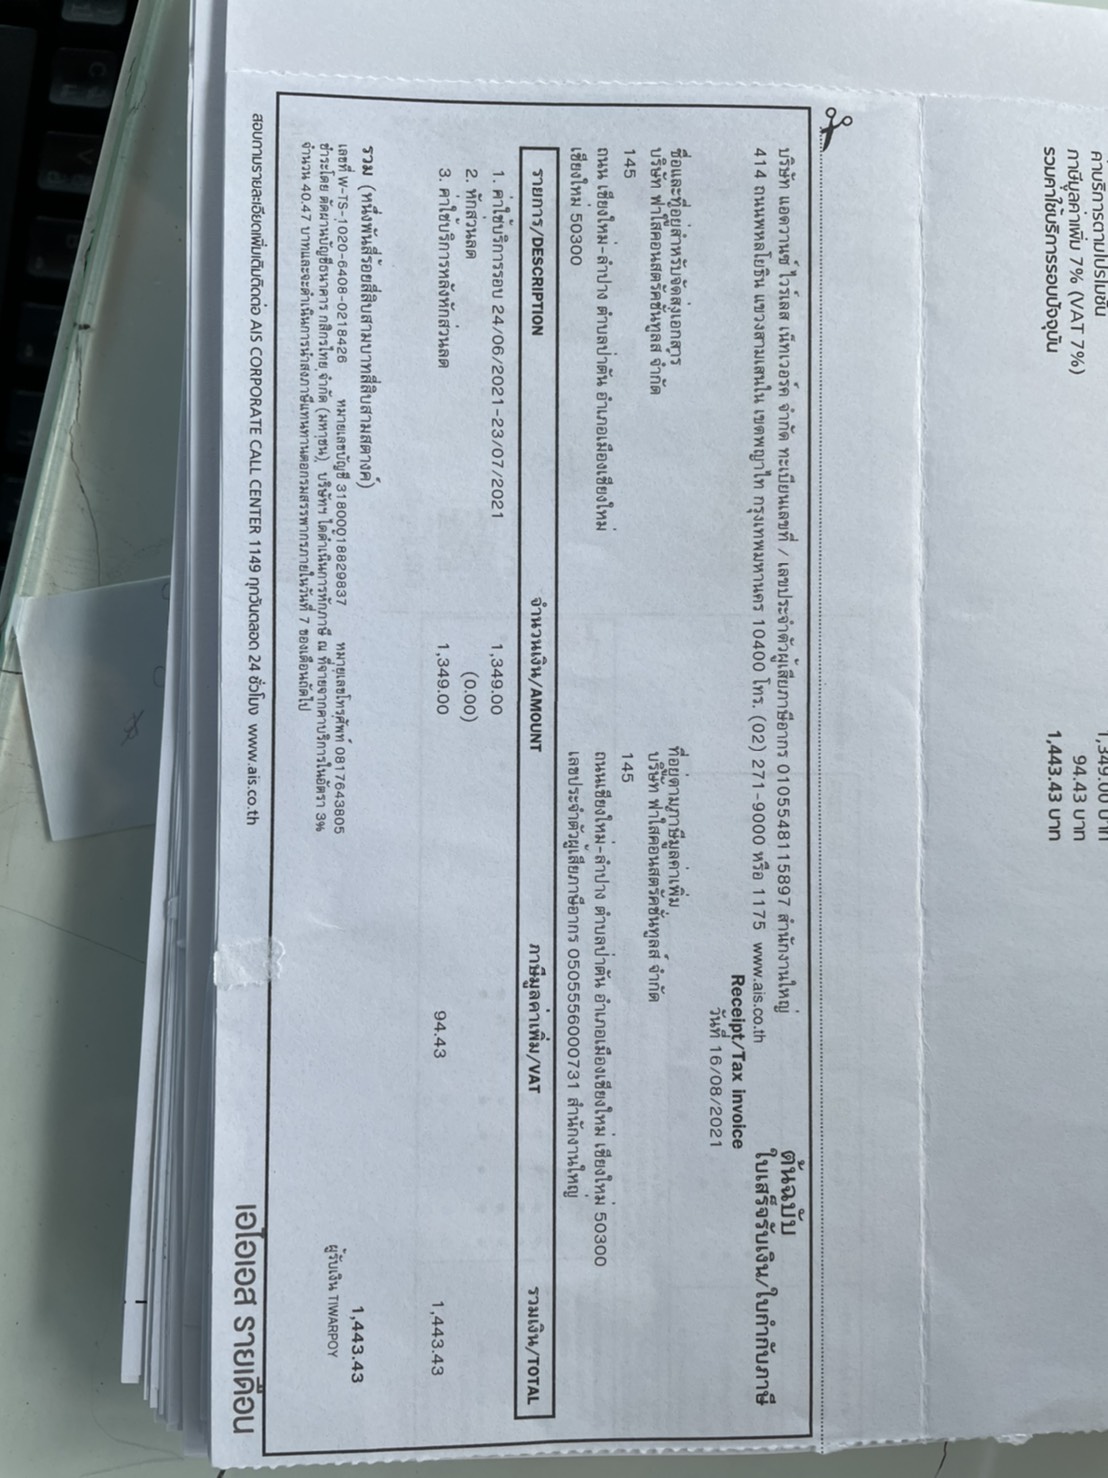 ค่าบริการตามโปรโมชั่น 1,349.00 บาท
ภาษีมูลค่าเพิ่ม 7% (VAT 7%) 94.43 บาท
รวมค่าใช้บริการรอบปัจจุบัน 1,443.43 บาท
ต้นฉบับ
บริษัท แอดวานซ์ ไวร์เลส เน็ทเวอร์ค จำกัด ทะเบียนเลขที่ / เลขประจำตัวผู้เสียภาษีอากร 0105548115897 สำนักงานใหญ่
ใบเสร็จรับเงิน/ใบกำกับภาษี
414 ถนนพหลโยธิน แขวงสามเสนใน เขตพญาไท กรุงเทพมหานคร 10400 โทร. (02) 271-9000 หรือ 1175 www.ais.co.th
Receipt/Tax invoice
วันที่ 16/08/2021
ชื่อและที่อยู่สำหรับจัดส่งเอกสาร
บริษัท ฟาใสคอนสตรัคชั่นทูลส์ จำกัด
145
ถนน เชียงใหม่-ลำปาง ตำบลป่าตัน อำเภอเมืองเชียงใหม่
เชียงใหม่ 50300
ที่อยู่ตามภาษีมูลค่าเพิ่ม
บริษัท ฟาใสคอนสตรัคชั่นทูลส์ จำกัด
145
ถนนเชียงใหม่-ลำปาง ตำบลป่าตัน อำเภอเมืองเชียงใหม่ เชียงใหม่ 50300
เลขประจำตัวผู้เสียภาษีอากร 0505556000731 สำนักงานใหญ่
รายการ/DESCRIPTION จำนวนเงิน/AMOUNT ภาษีมูลค่าเพิ่ม/VAT รวมเงิน/TOTAL
1. ค่าใช้บริการรอบ 24/06/2021-23/07/2021 1,349.00
2. หักส่วนลด (0.00)
3. ค่าใช้บริการหลังหักส่วนลด 1,349.00 94.43 1,443.43
รวม (หนึ่งพันสี่ร้อยสี่สิบสามบาทสี่สิบสามสตางค์) 1,443.43
เลขที่ W-TS-1020-6408-0218426 หมายเลขบัญชี 31800018829837 หมายเลขโทรศัพท์ 0817643805
ผู้รับเงิน TIWARPOY
ชำระโดย ตัดผ่านบัญชีธนาคาร กสิกรไทย จำกัด (มหาชน) บริษัทฯ ได้ดำเนินการหักภาษี ณ ที่จ่ายจากค่าบริการในอัตรา 3%
จำนวน 40.47 บาทและจะดำเนินการนำส่งภาษีแทนท่านต่อกรมสรรพากรภายในวันที่ 7 ของเดือนถัดไป
สอบถามรายละเอียดเพิ่มเติมติดต่อ AIS CORPORATE CALL CENTER 1149 ทุกวันตลอด 24 ชั่วโมง www.ais.co.th
เอไอเอส รายเดือน